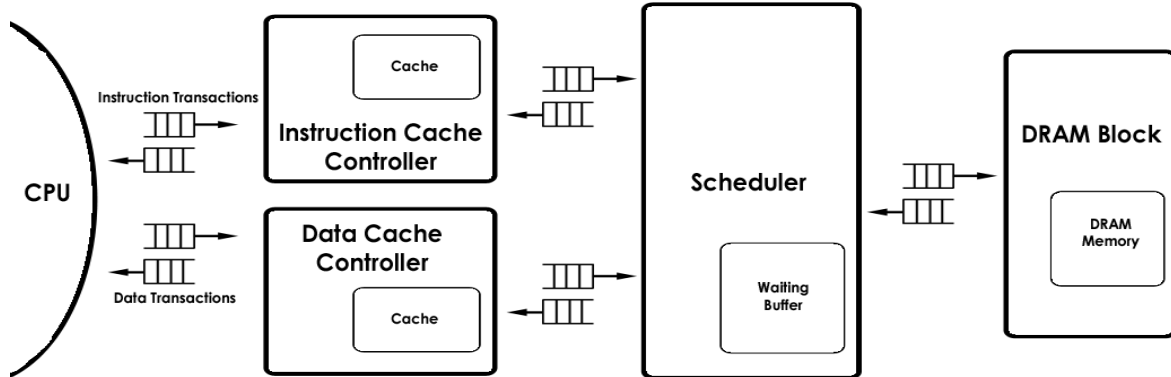 Instruction Transactions
CPU
Data Transactions
Cache
Instruction Cache
Controller
Data Cache
Controller
Cache
Scheduler
Waiting
Buffer
DRAM Block
DRAM
Memory